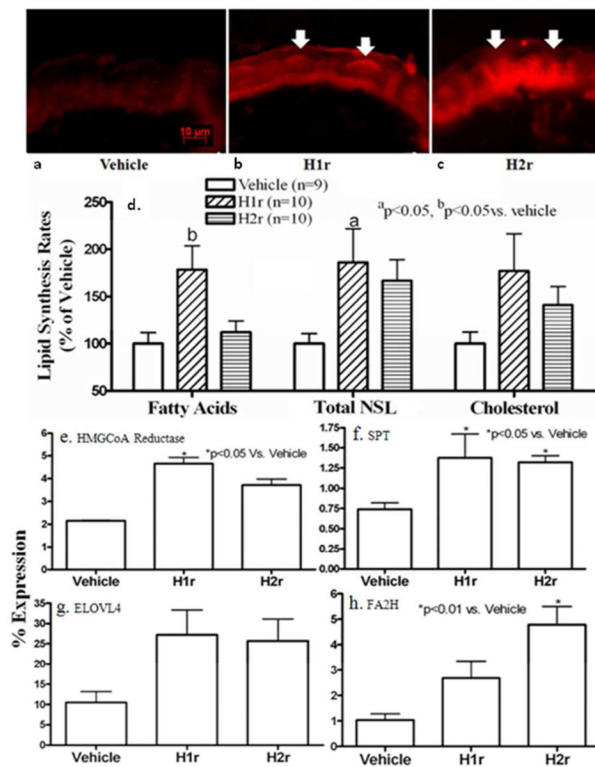 10 µm
a Vehicle b H1r c H2r
d.
Vehicle (n=9)
H1r (n=10)
H2r (n=10)
ap<0.05, bp<0.05vs. vehicle
Lipid Synthesis Rates
(% of Vehicle)
250
200
150
100
50
b
a
Fatty Acids Total NSL Cholesterol
e. HMGCoA Reductase
*p<0.05 Vs. Vehicle
6
5
4
3
2
1
0
*
Vehicle H1r H2r
f. SPT
*p<0.05 vs. Vehicle
1.75
1.50
1.25
1.00
0.75
0.50
0.25
0.00
* *
Vehicle H1r H2r
% Expression
g. ELOVL4
35
30
25
20
15
10
5
0
Vehicle H1r H2r
h. FA2H
*p<0.01 vs. Vehicle
6
5
4
3
2
1
0
*
Vehicle H1r H2r